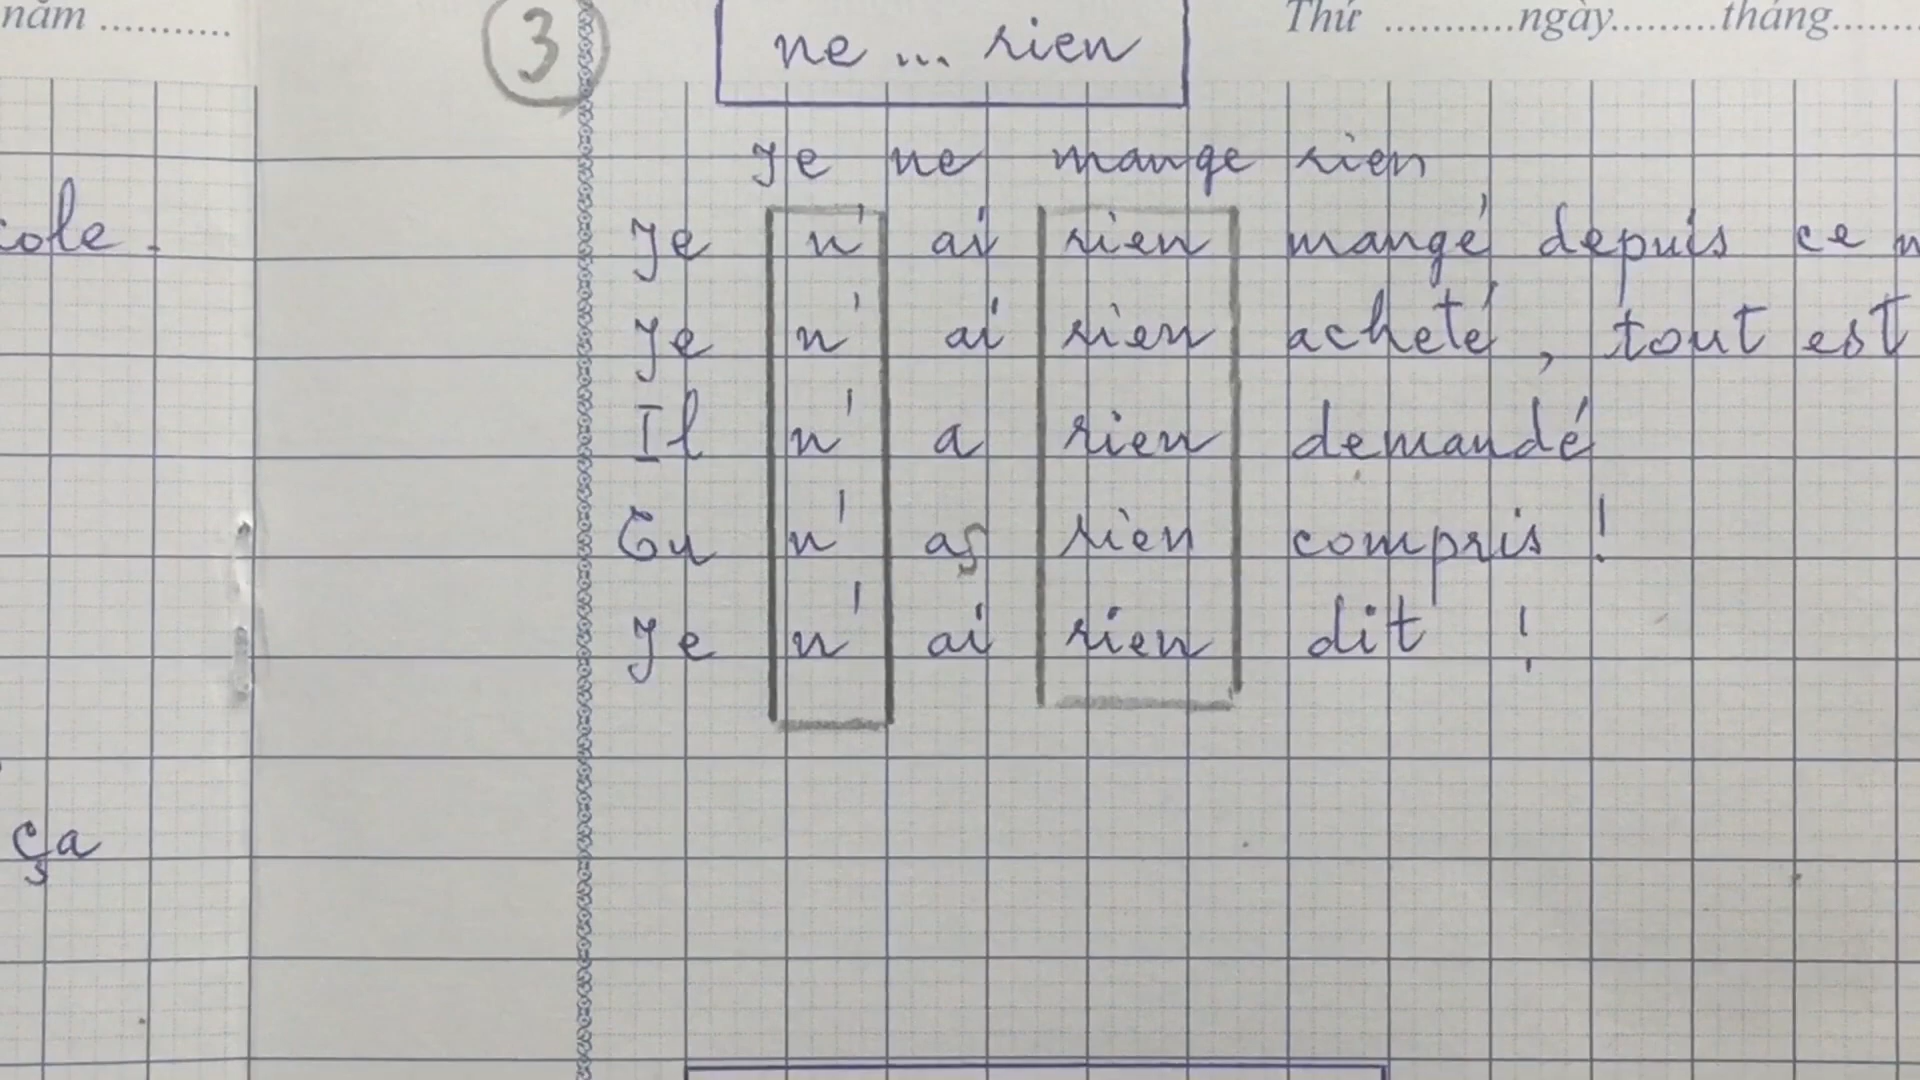 năm ...........
③
ne ... rien
Thứ ...........ngày.........tháng........
Je ne mange rien
cole.
Je n' ai rien mangé depuis ce
Je n' ai rien acheté, tout est
Il n' a rien demandé
Tu n' as rien compris !
Je n' ai rien dit !
ça